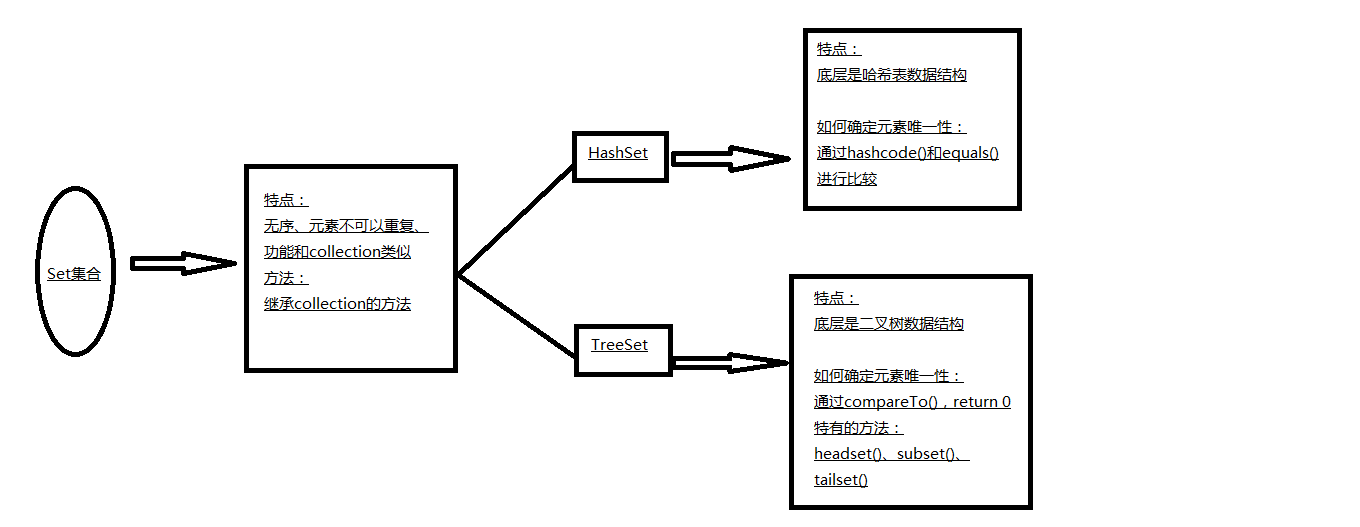 Set集合
特点：
无序、元素不可以重复、
功能和collection类似
方法：
继承collection的方法
HashSet
特点：
底层是哈希表数据结构
如何确定元素唯一性：
通过hashcode()和equals()
进行比较
TreeSet
特点：
底层是二叉树数据结构
如何确定元素唯一性：
通过compareTo()，return 0
特有的方法：
headset()、subset()、
tailset()